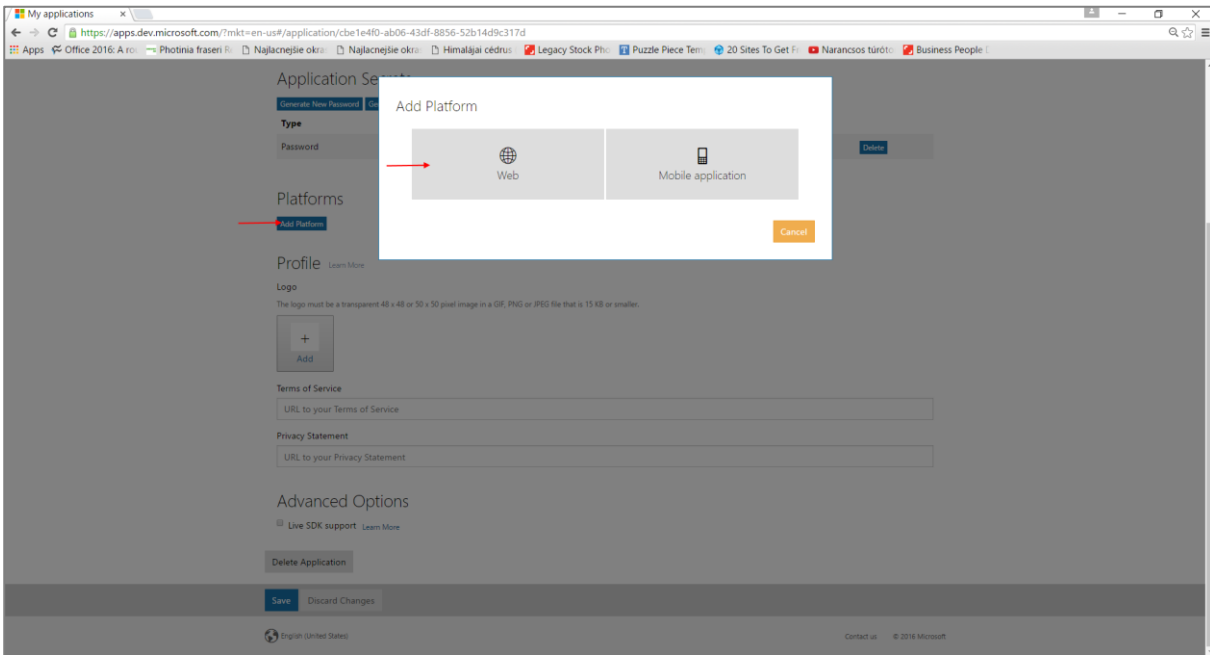 My applications
https://apps.dev.microsoft.com/?mkt=en-us#/application/cbe1e4f0-ab06-43df-8856-52b14d9c317d
Apps Office 2016: A ro Photinia fraseri R Najlacnejšie okra Najlacnejšie okra Himalájai cédrus Legacy Stock Pho Puzzle Piece Tem 20 Sites To Get F Narancsos túrót Business People
Application Se
Generate New Password Ge
Type
Password Delete
Add Platform
Web Mobile application
Cancel
Platforms
Add Platform
Profile Learn More
Logo
The logo must be a transparent 48 x 48 or 50 x 50 pixel image in a GIF, PNG or JPEG file that is 15 KB or smaller.
Add
Terms of Service
URL to your Terms of Service
Privacy Statement
URL to your Privacy Statement
Advanced Options
Live SDK support Learn More
Delete Application
Save Discard Changes
English (United States) Contact us © 2016 Microsoft